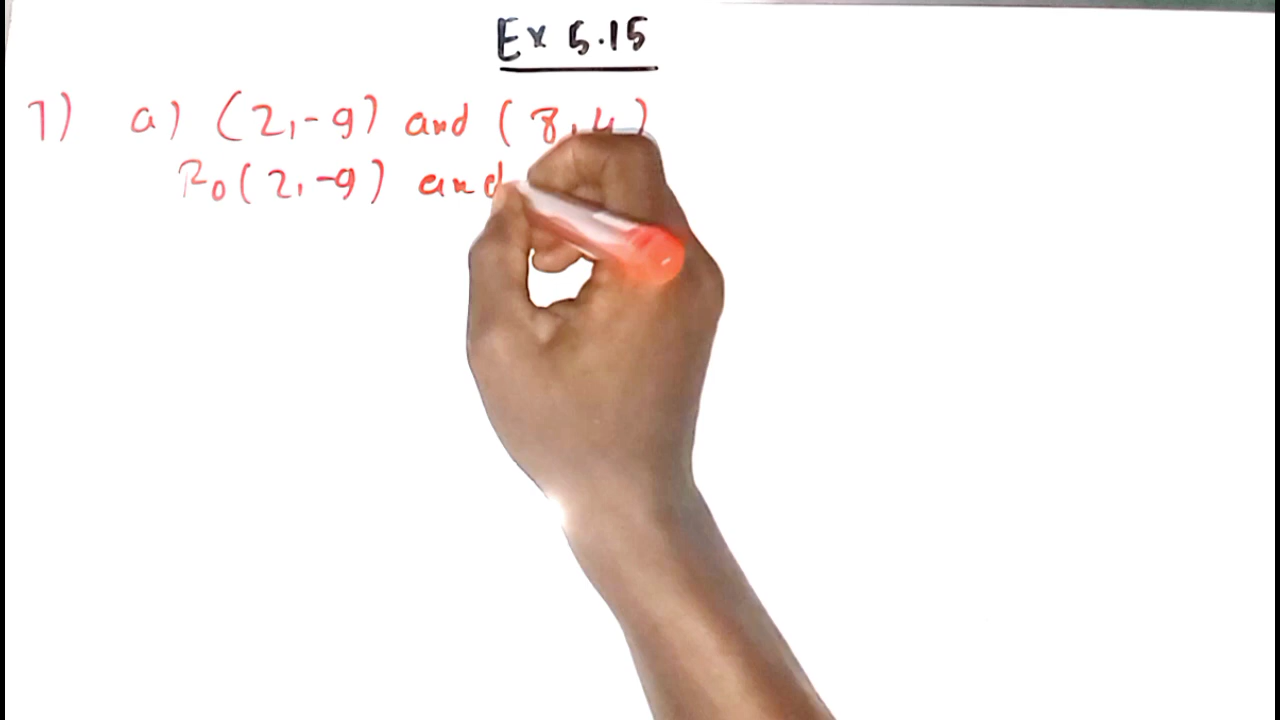 Ex 5.15
1) a) (2,-9) and (8,4)
P0(2,-9) and